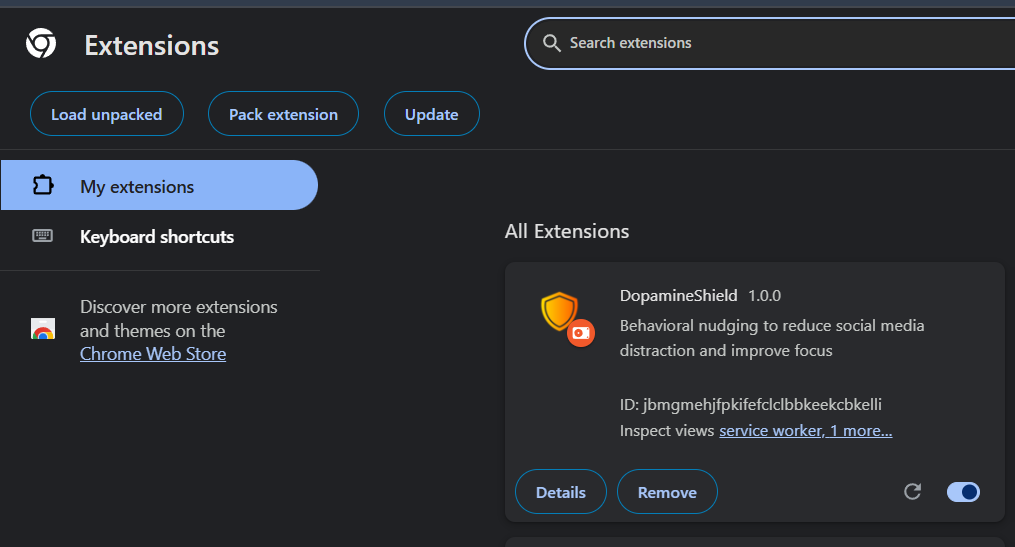 Extensions
Search extensions
Load unpacked
Pack extension
Update
My extensions
Keyboard shortcuts
Discover more extensions
and themes on the
Chrome Web Store
All Extensions
DopamineShield 1.0.0
Behavioral nudging to reduce social media
distraction and improve focus
ID: jbmgmehjfpkifefclclbbkeekcbkelli
Inspect views service worker, 1 more...
Details
Remove